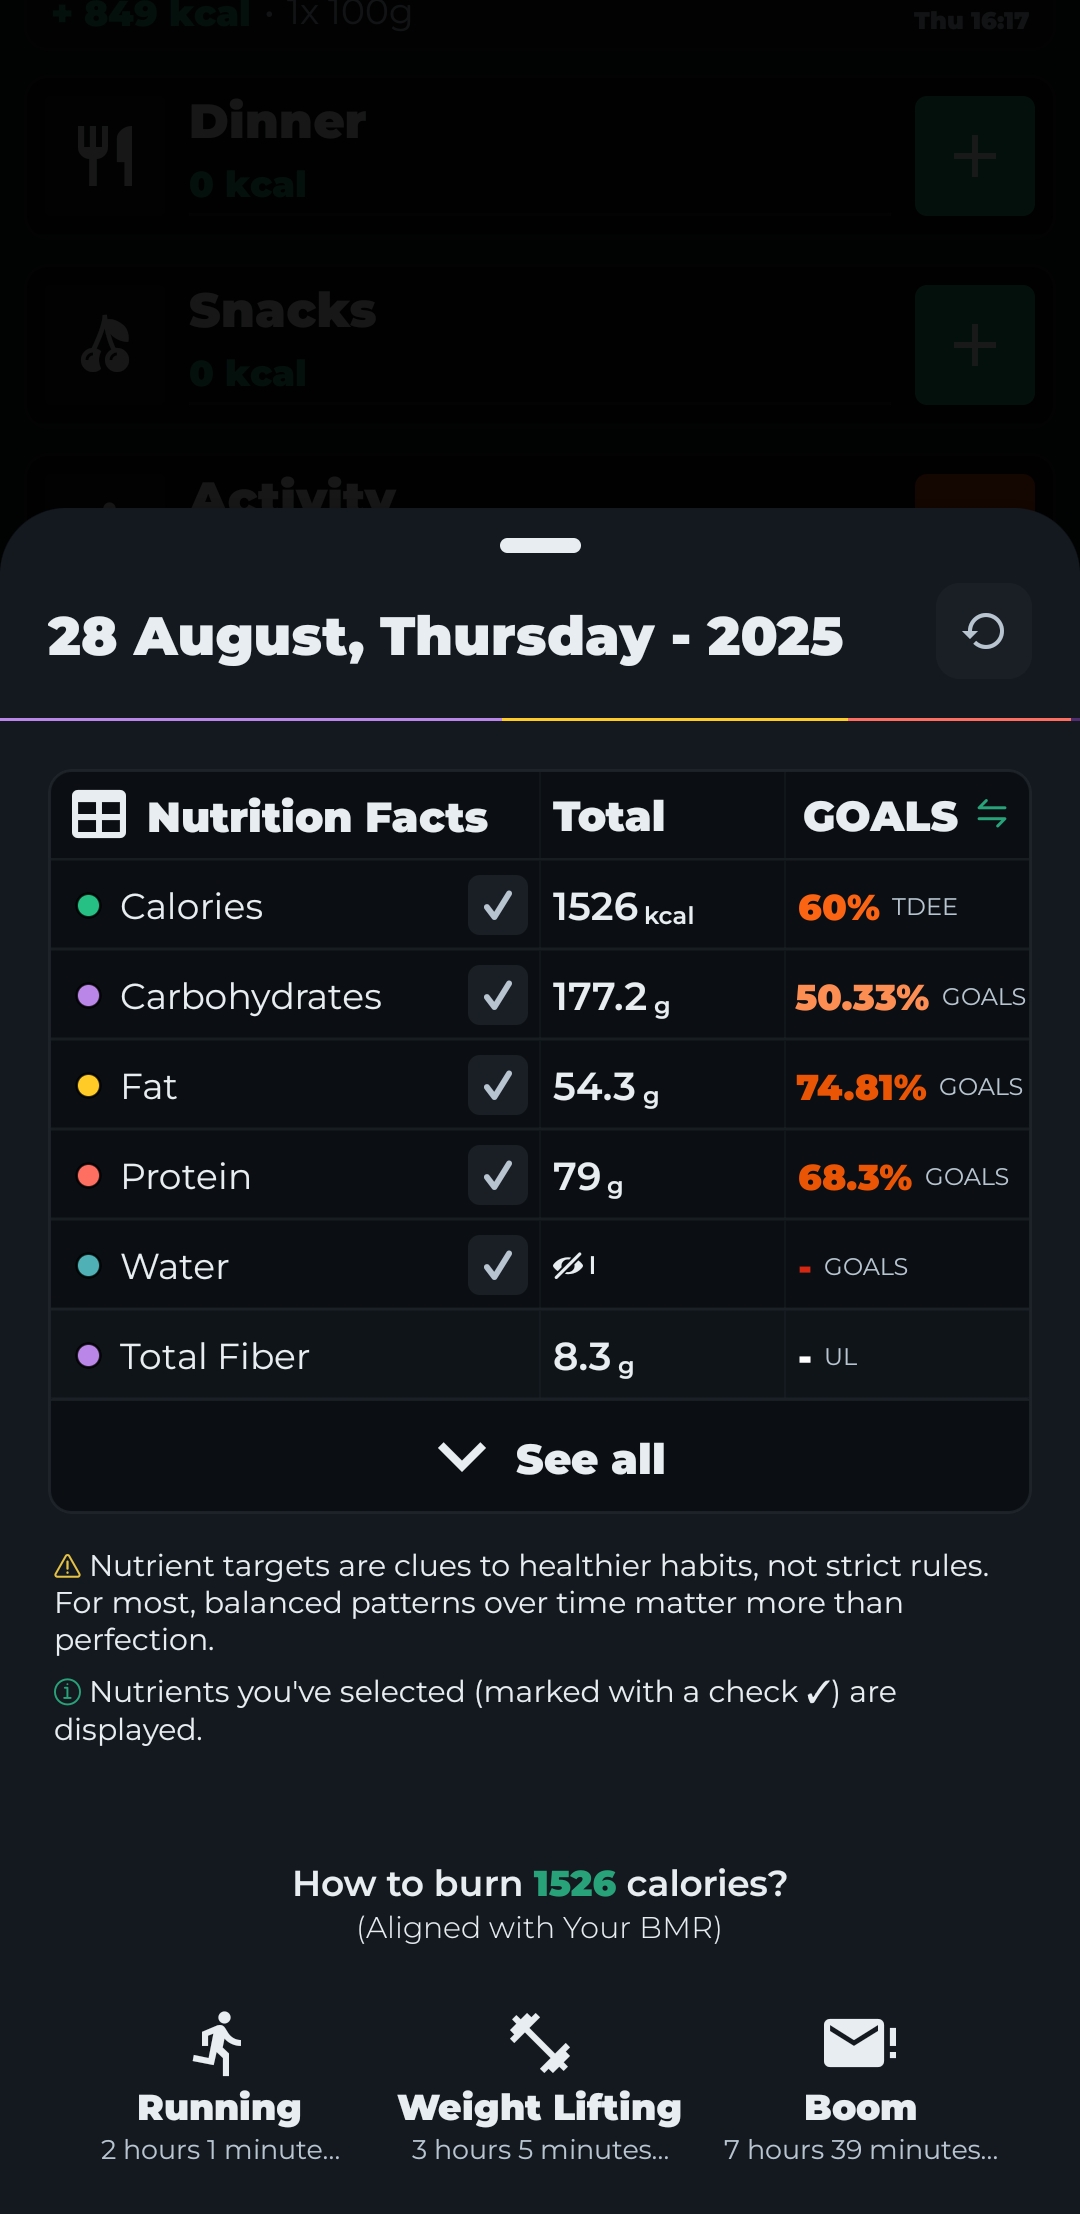 + 849 kcal · 1x 100g
Thu 16:17
Dinner
0 kcal
Snacks
0 kcal
Activity
28 August, Thursday - 2025
Nutrition Facts Total GOALS
Calories 1526 kcal 60% TDEE
Carbohydrates 177.2 g 50.33% GOALS
Fat 54.3 g 74.81% GOALS
Protein 79 g 68.3% GOALS
Water l - GOALS
Total Fiber 8.3 g - UL
See all
Nutrient targets are clues to healthier habits, not strict rules.
For most, balanced patterns over time matter more than
perfection.
Nutrients you've selected (marked with a check ✓) are
displayed.
How to burn 1526 calories?
(Aligned with Your BMR)
Running Weight Lifting Boom
2 hours 1 minute... 3 hours 5 minutes... 7 hours 39 minutes...